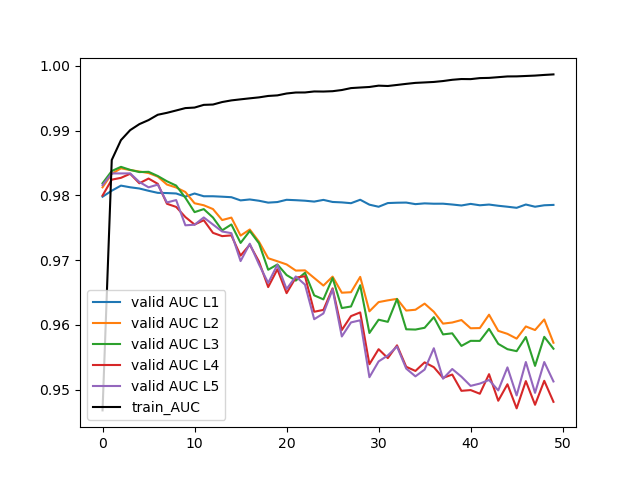 1.00
0.99
0.98
0.97
0.96
0.95
valid AUC L1
valid AUC L2
valid AUC L3
valid AUC L4
valid AUC L5
train_AUC
0 10 20 30 40 50